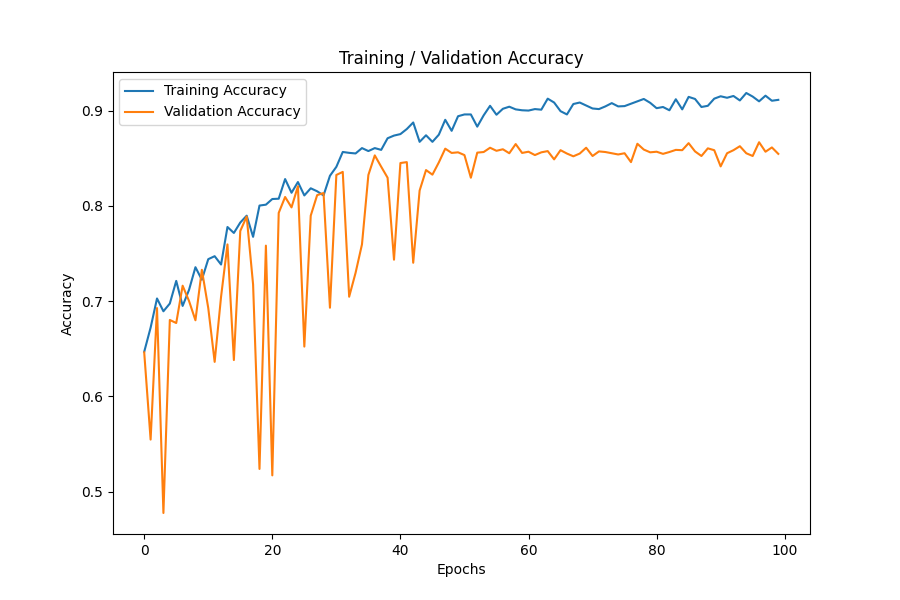 Training / Validation Accuracy
Training Accuracy
Validation Accuracy
Accuracy
0.9
0.8
0.7
0.6
0.5
0 20 40 60 80 100
Epochs